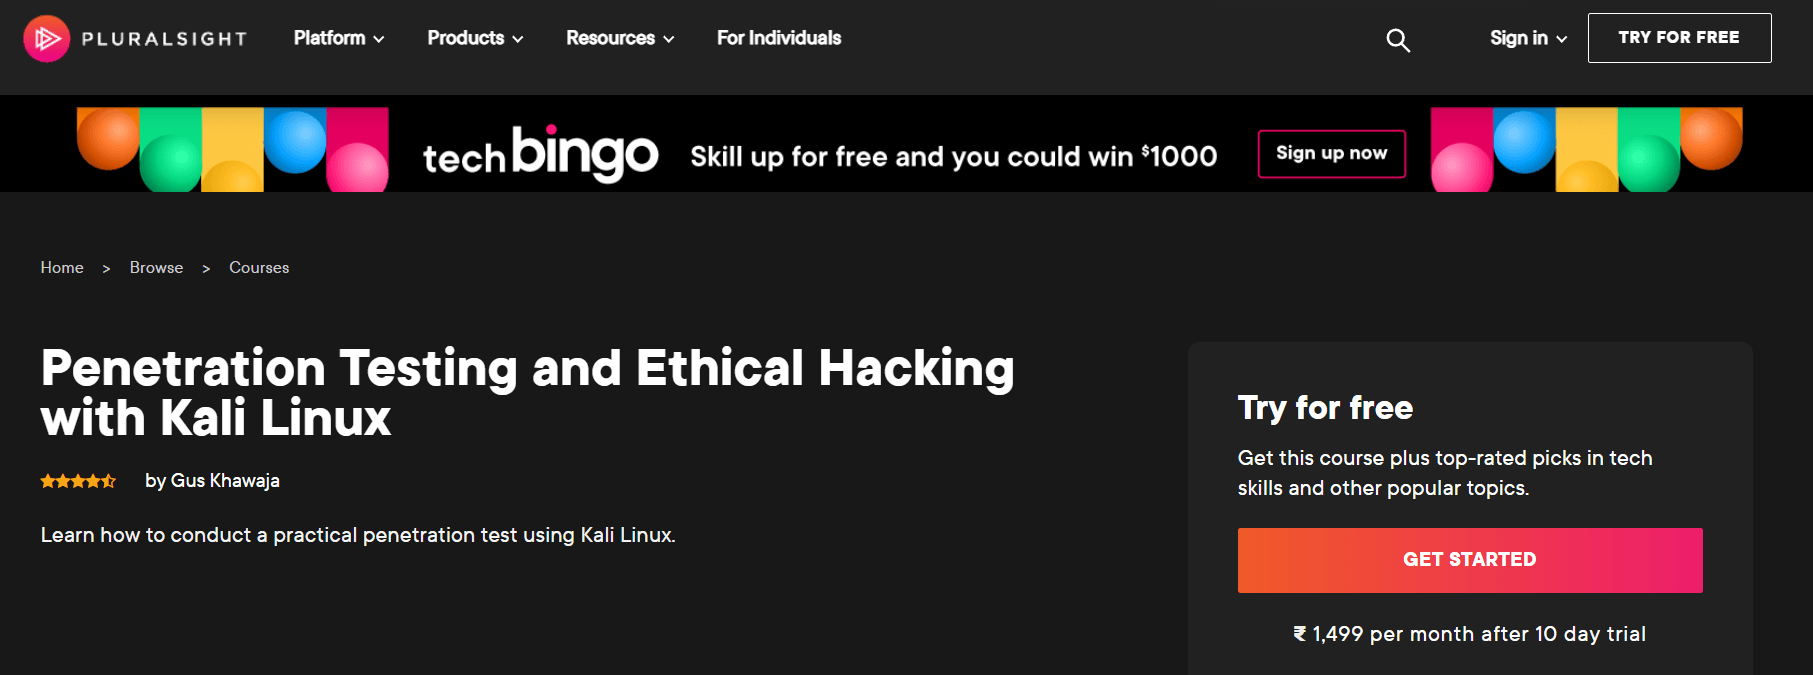 PLURALSIGHT Platform Products Resources For Individuals Sign in TRY FOR FREE
tech bingo Skill up for free and you could win $1000 Sign up now
Home > Browse > Courses
Penetration Testing and Ethical Hacking
with Kali Linux
by Gus Khawaja
Learn how to conduct a practical penetration test using Kali Linux.
Try for free
Get this course plus top-rated picks in tech
skills and other popular topics.
GET STARTED
₹ 1,499 per month after 10 day trial